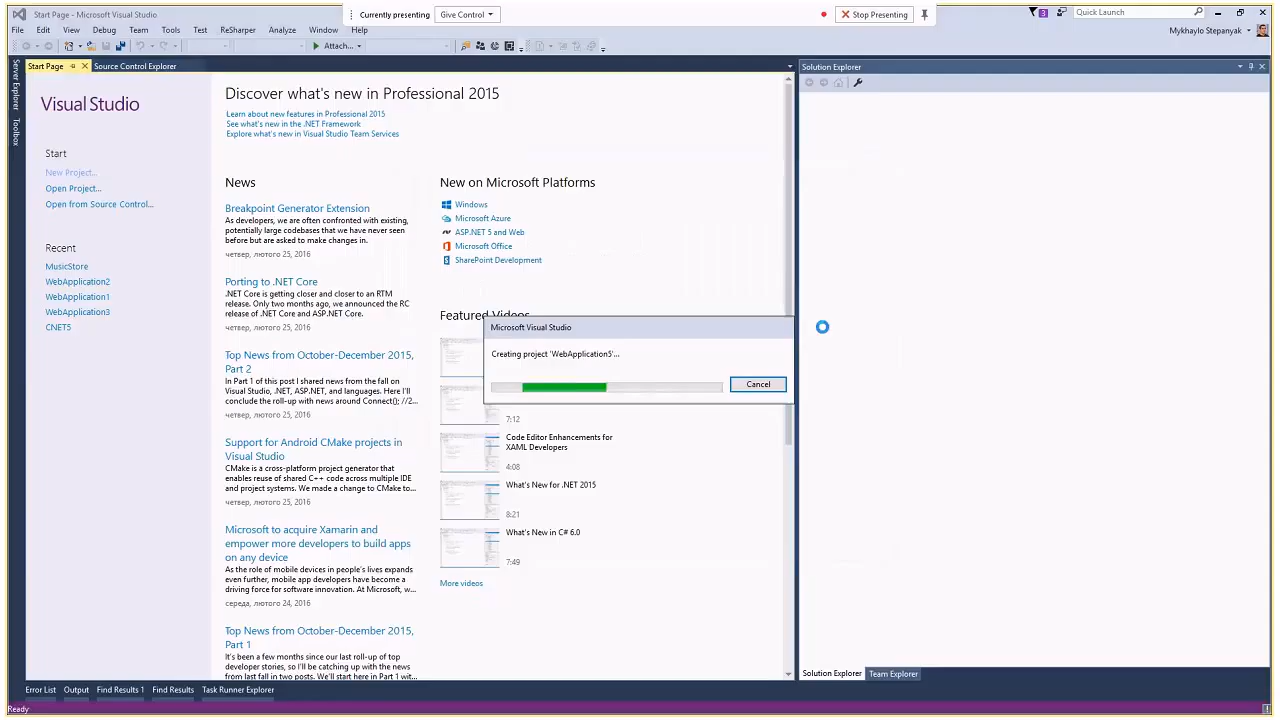 Start Page - Microsoft Visual Studio
Currently presenting
Give Control
Stop Presenting
3
Quick Launch
File Edit View Debug Team Tools Test ReSharper Analyze Window Help
Mykhaylo Stepanyak
Attach...
Server Explorer
Toolbox
Start Page
Source Control Explorer
Visual Studio
Start
New Project...
Open Project...
Open from Source Control...
Recent
MusicStore
WebApplication2
WebApplication1
WebApplication3
CNET5
Discover what's new in Professional 2015
Learn about new features in Professional 2015
See what's new in the .NET Framework
Explore what's new in Visual Studio Team Services
News
Breakpoint Generator Extension
As developers, we are often confronted with existing,
potentially large codebases that we have never seen
before but are asked to make changes in.
четвер, лютого 25, 2016
Porting to .NET Core
.NET Core is getting closer and closer to an RTM
release. Only two months ago, we announced the RC
release of .NET Core and ASP.NET Core.
четвер, лютого 25, 2016
Top News from October-December 2015,
Part 2
In Part 1 of this post I shared news from the fall on
Visual Studio, .NET, ASP.NET, and languages. Here I'll
conclude the roll-up with news around Connect(); //2...
четвер, лютого 25, 2016
Support for Android CMake projects in
Visual Studio
CMake is a cross-platform project generator that
enables reuse of shared C++ code across multiple IDE
and project systems. We made a change to CMake to...
четвер, лютого 25, 2016
Microsoft to acquire Xamarin and
empower more developers to build apps
on any device
As the role of mobile devices in people's lives expands
even further, mobile app developers have become a
driving force for software innovation. At Microsoft, w...
середа, лютого 24, 2016
Top News from October-December 2015,
Part 1
It's been a few months since our last roll-up of top
developer stories, so I'll be catching up with the news
from last fall in two posts. We'll start here in Part 1 wit...
New on Microsoft Platforms
Windows
Microsoft Azure
ASP.NET 5 and Web
Microsoft Office
SharePoint Development
Featured Videos
Microsoft Visual Studio
Creating project 'WebApplication5'...
Cancel
7:12
Code Editor Enhancements for
XAML Developers
4:08
What's New for .NET 2015
8:21
What's New in C# 6.0
7:49
More videos
Solution Explorer
Solution Explorer Team Explorer
Error List Output Find Results 1 Find Results Task Runner Explorer
Ready